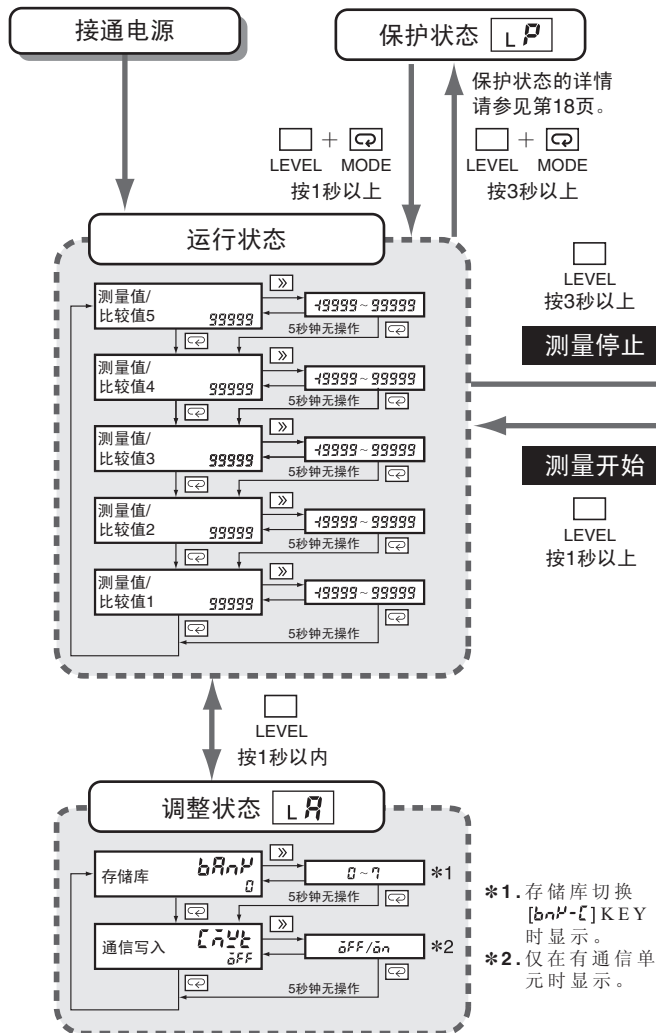 接通电源
保护状态 L P
保护状态的详情
请参见第18页。
+
LEVEL MODE
按1秒以上
+
LEVEL MODE
按3秒以上
运行状态
测量值/
比较值5 99999
-19999~99999
5秒钟无操作
测量值/
比较值4 99999
-19999~99999
5秒钟无操作
测量值/
比较值3 99999
-19999~99999
5秒钟无操作
测量值/
比较值2 99999
-19999~99999
5秒钟无操作
测量值/
比较值1 99999
-19999~99999
5秒钟无操作
LEVEL
按3秒以上
测量停止
测量开始
LEVEL
按1秒以上
LEVEL
按1秒以内
调整状态 L A
存储库 bAnK
0
0~7 *1
5秒钟无操作
通信写入 CMWt
oFF
oFF/on *2
5秒钟无操作
*1.存储库切换
[bnK-C]KEY
时显示。
*2.仅在有通信单
元时显示。